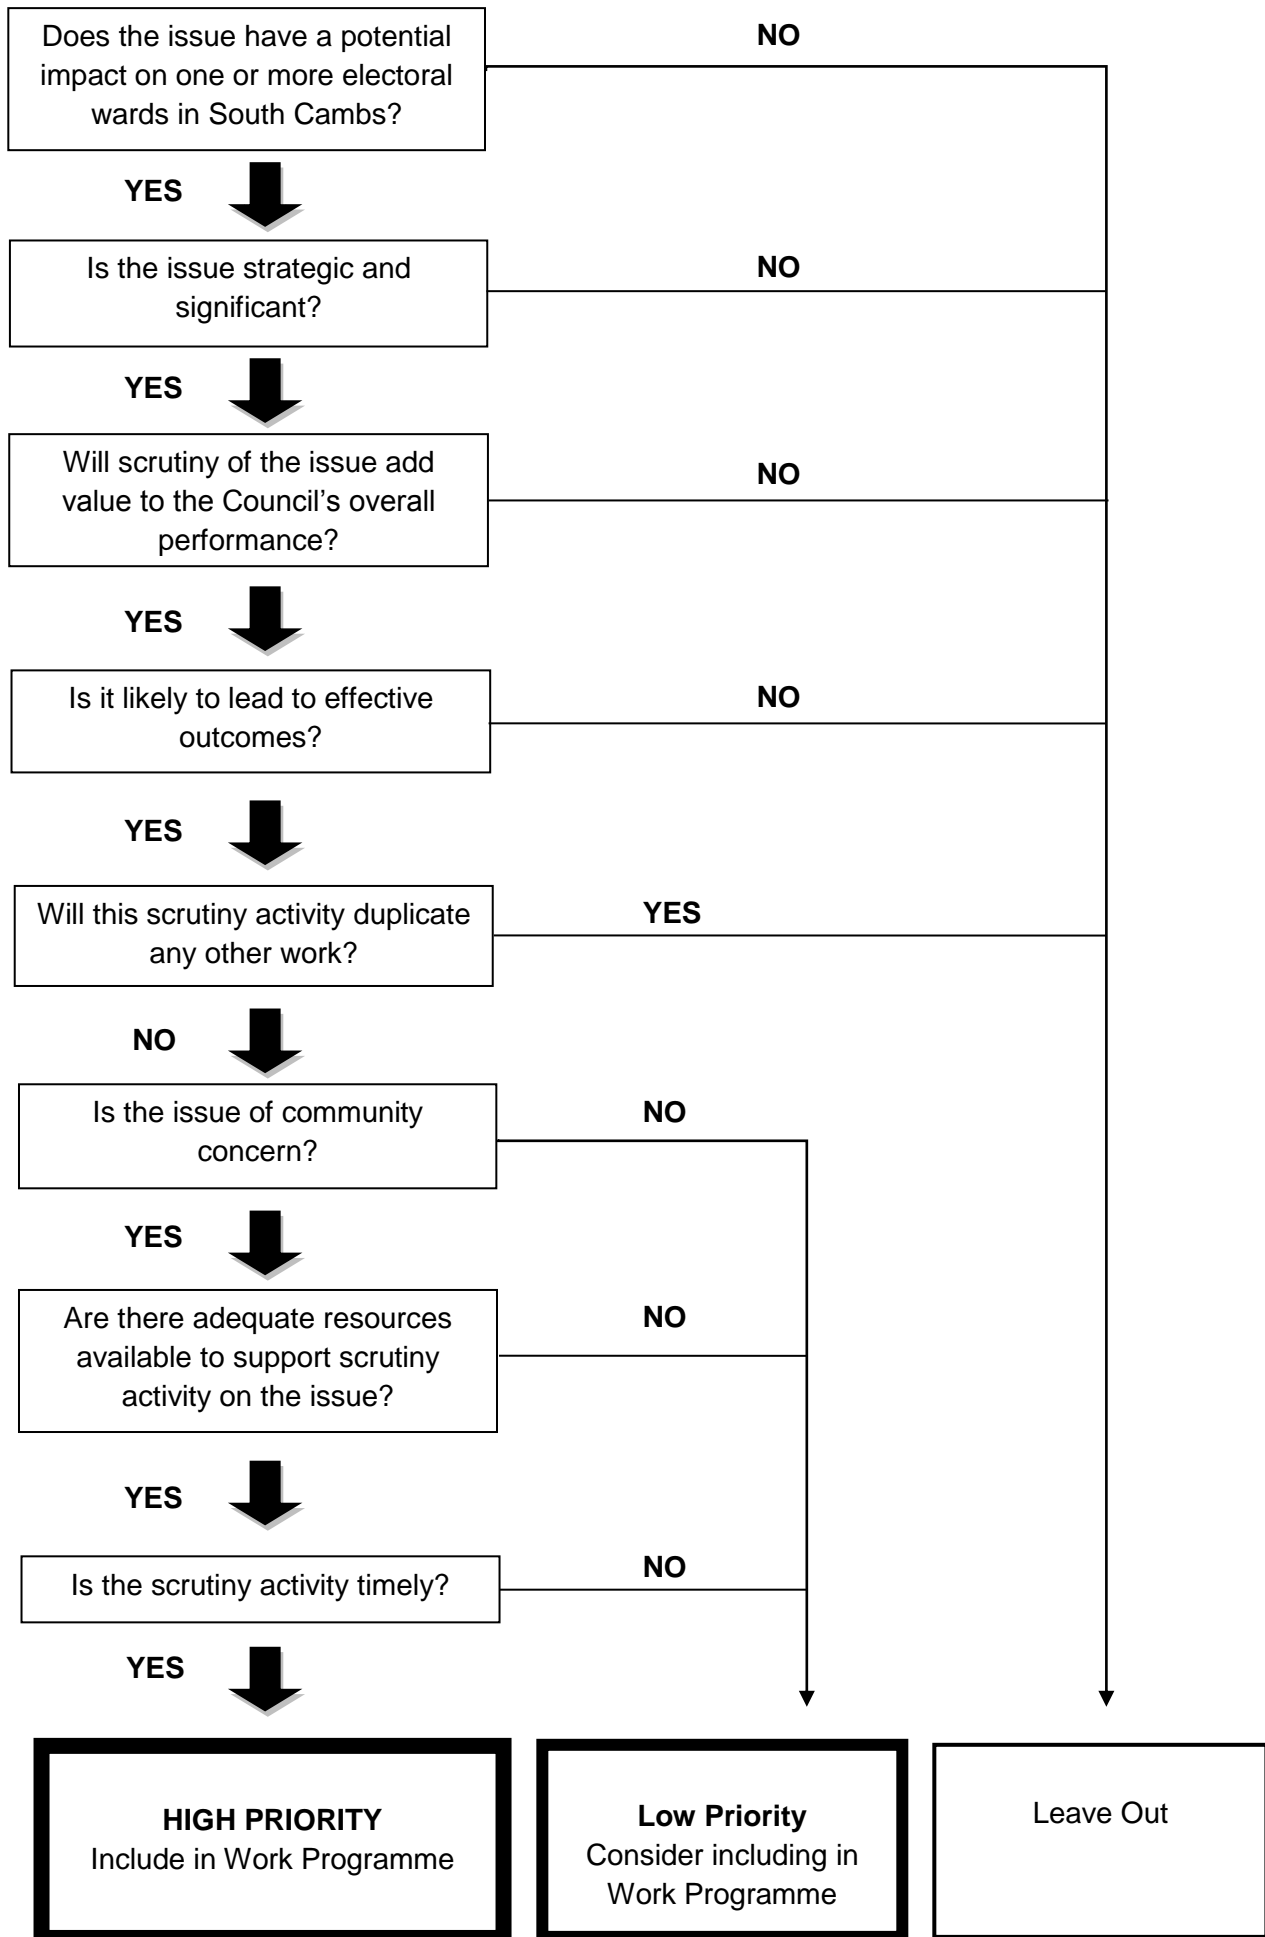 Does the issue have a potential
impact on one or more electoral
wards in South Cambs?
NO
YES
Is the issue strategic and
significant?
NO
YES
Will scrutiny of the issue add
value to the Council’s overall
performance?
NO
YES
Is it likely to lead to effective
outcomes?
NO
YES
Will this scrutiny activity duplicate
any other work?
YES
NO
Is the issue of community
concern?
NO
YES
Are there adequate resources
available to support scrutiny
activity on the issue?
NO
YES
Is the scrutiny activity timely?
NO
YES
HIGH PRIORITY
Include in Work Programme
Low Priority
Consider including in
Work Programme
Leave Out